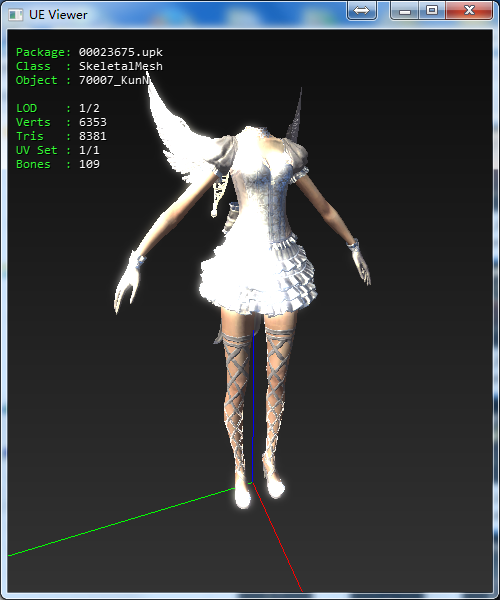 UE Viewer
Package: 00023675.upk
Class : SkeletalMesh
Object : 70007_KunN
LOD : 1/2
Verts : 6353
Tris : 8381
UV Set : 1/1
Bones : 109